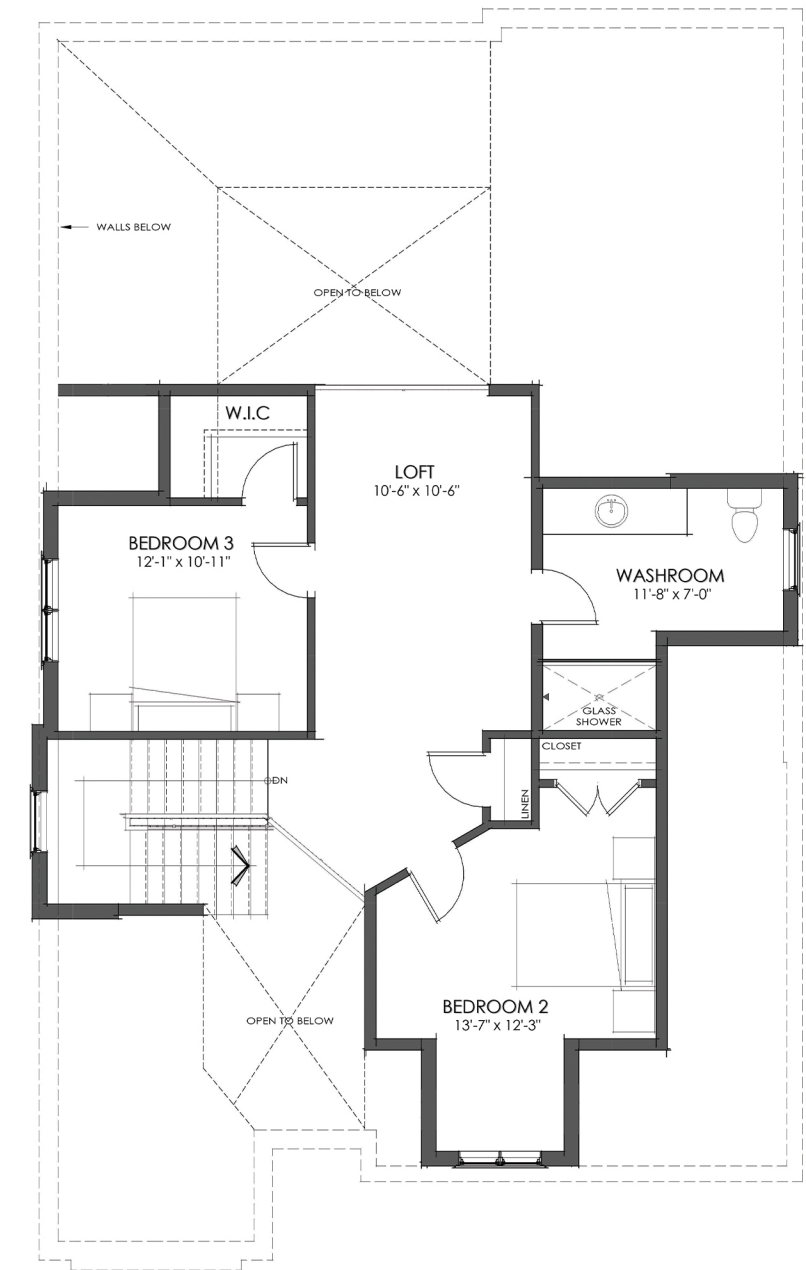 WALLS BELOW
OPEN TO BELOW
W.I.C
LOFT
10'-6" x 10'-6"
BEDROOM 3
12'-1" x 10'-11"
WASHROOM
11'-8" x 7'-0"
GLASS
SHOWER
CLOSET
DN
LINEN
BEDROOM 2
13'-7" x 12'-3"
OPEN TO BELOW